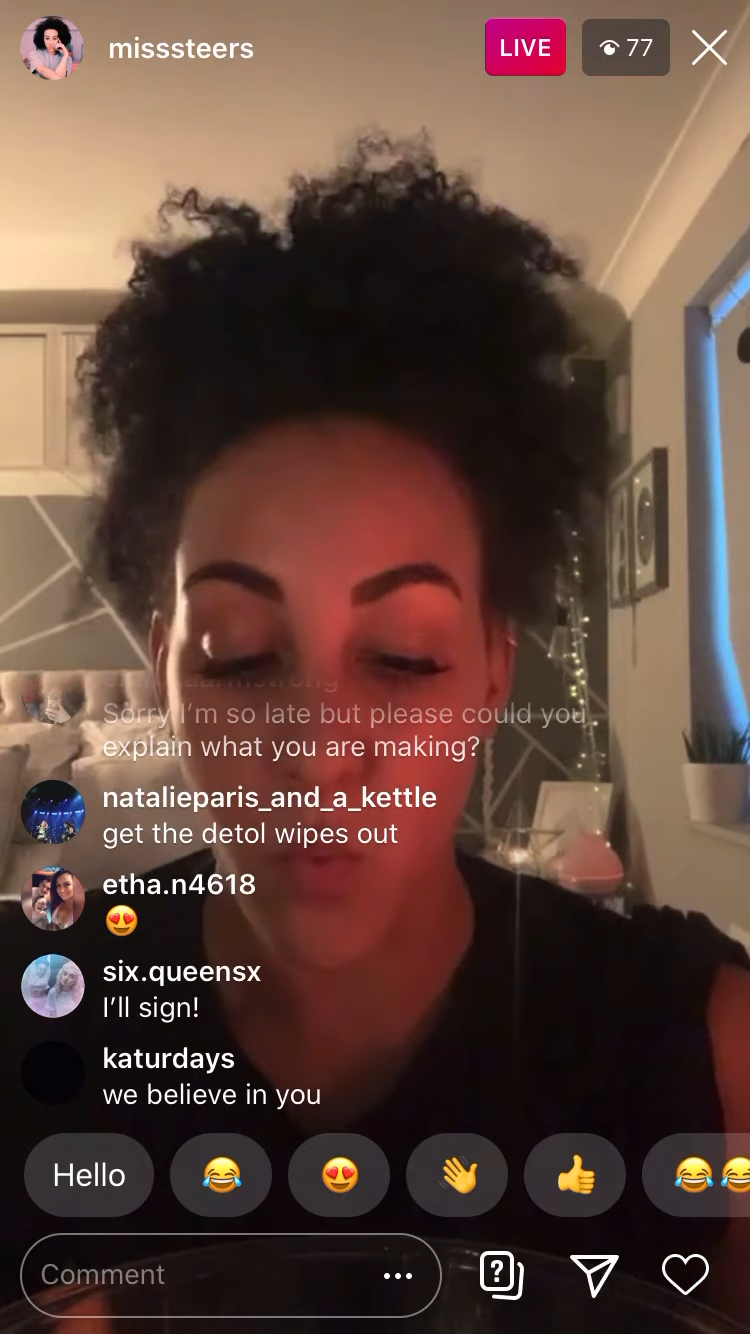 misssteers
LIVE
77
Sorry I’m so late but please could you
explain what you are making?
natalieparis_and_a_kettle
get the detol wipes out
etha.n4618
😍
six.queensx
I’ll sign!
katurdays
we believe in you
Hello 😂 😍 👋 👍 😂😂
Comment